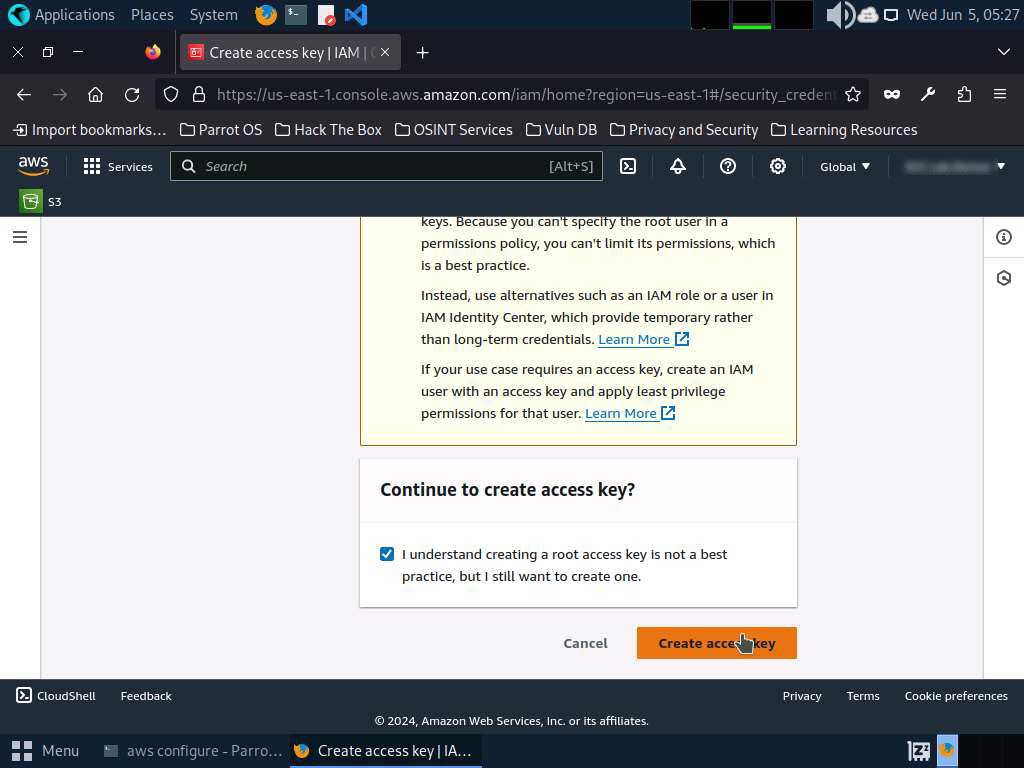 Applications Places System Wed Jun 5, 05:27
Create access key | IAM |
https://us-east-1.console.aws.amazon.com/iam/home?region=us-east-1#/security_creden
Import bookmarks... Parrot OS Hack The Box OSINT Services Vuln DB Privacy and Security Learning Resources
aws Services Search [Alt+S] Global
S3
keys. Because you can't specify the root user in a
permissions policy, you can't limit its permissions, which
is a best practice.
Instead, use alternatives such as an IAM role or a user in
IAM Identity Center, which provide temporary rather
than long-term credentials. Learn More
If your use case requires an access key, create an IAM
user with an access key and apply least privilege
permissions for that user. Learn More
Continue to create access key?
I understand creating a root access key is not a best
practice, but I still want to create one.
Cancel Create access key
CloudShell Feedback Privacy Terms Cookie preferences
© 2024, Amazon Web Services, Inc. or its affiliates.
Menu aws configure - Parro... Create access key | IA...